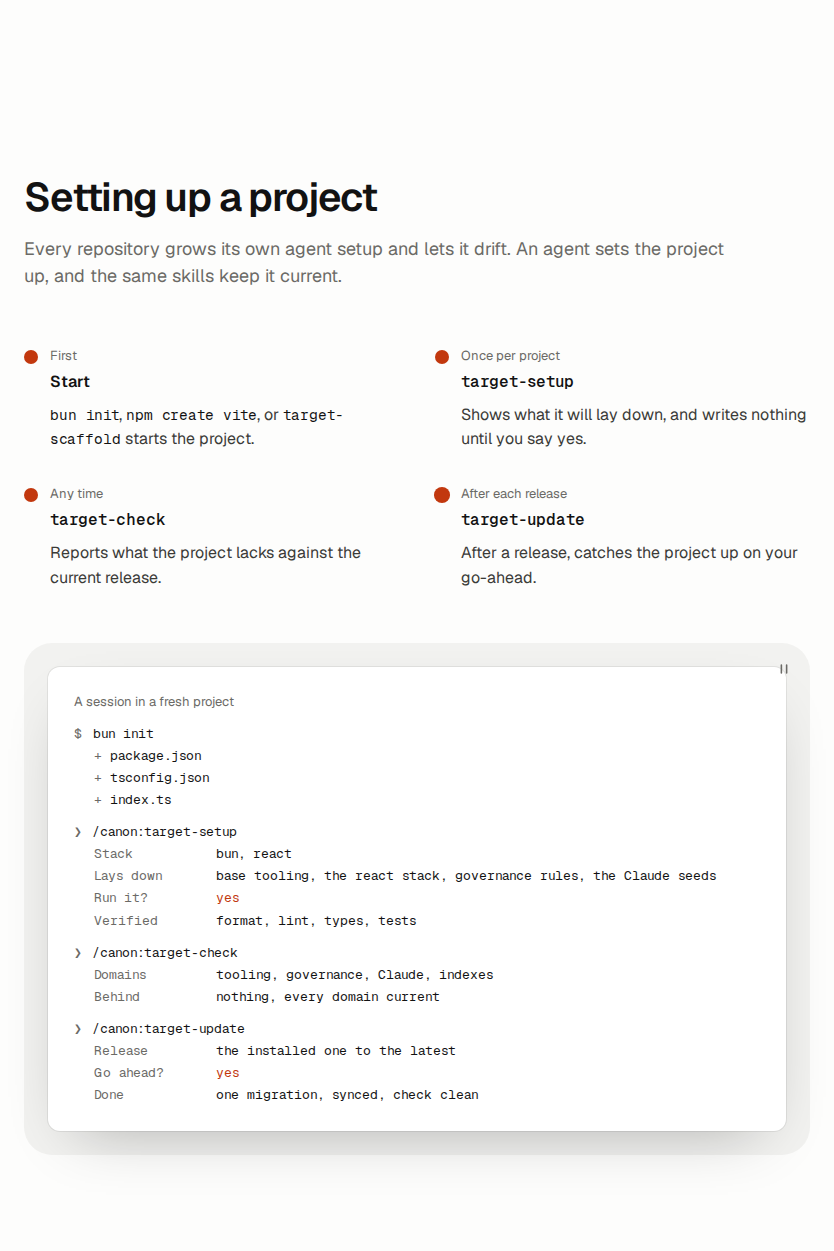 Setting up a project
Every repository grows its own agent setup and lets it drift. An agent sets the project
up, and the same skills keep it current.
First
Start
bun init, npm create vite, or target-
scaffold starts the project.
Once per project
target-setup
Shows what it will lay down, and writes nothing
until you say yes.
Any time
target-check
Reports what the project lacks against the
current release.
After each release
target-update
After a release, catches the project up on your
go-ahead.
A session in a fresh project
$ bun init
+ package.json
+ tsconfig.json
+ index.ts
❯ /canon:target-setup
Stack bun, react
Lays down base tooling, the react stack, governance rules, the Claude seeds
Run it? yes
Verified format, lint, types, tests
❯ /canon:target-check
Domains tooling, governance, Claude, indexes
Behind nothing, every domain current
❯ /canon:target-update
Release the installed one to the latest
Go ahead? yes
Done one migration, synced, check clean